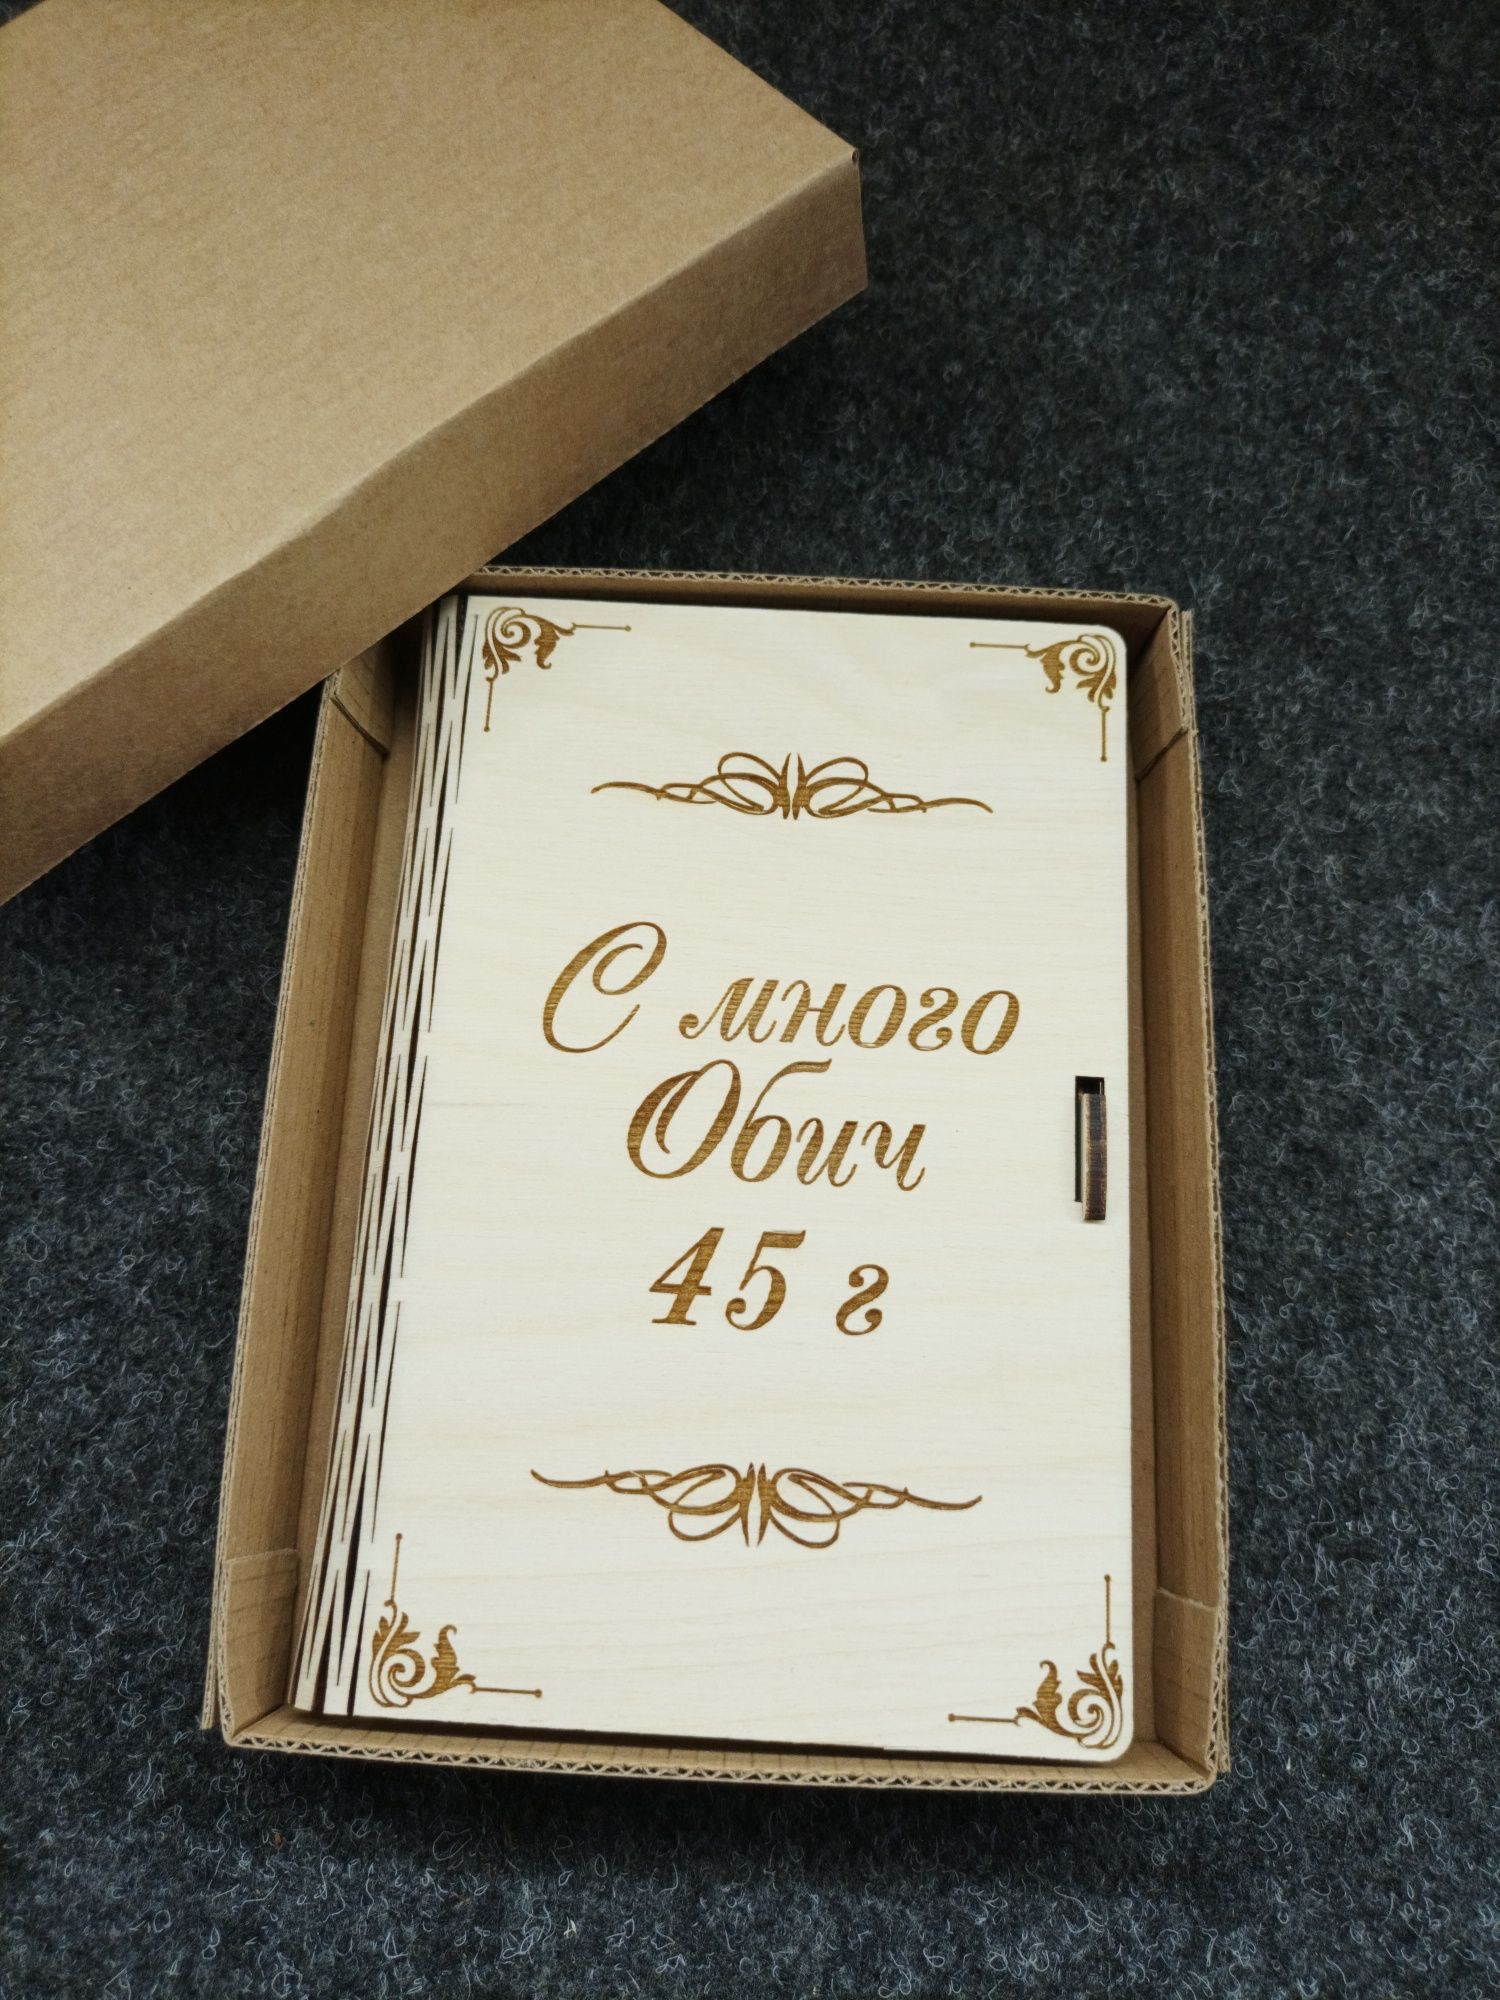 С много
Обич
45 г